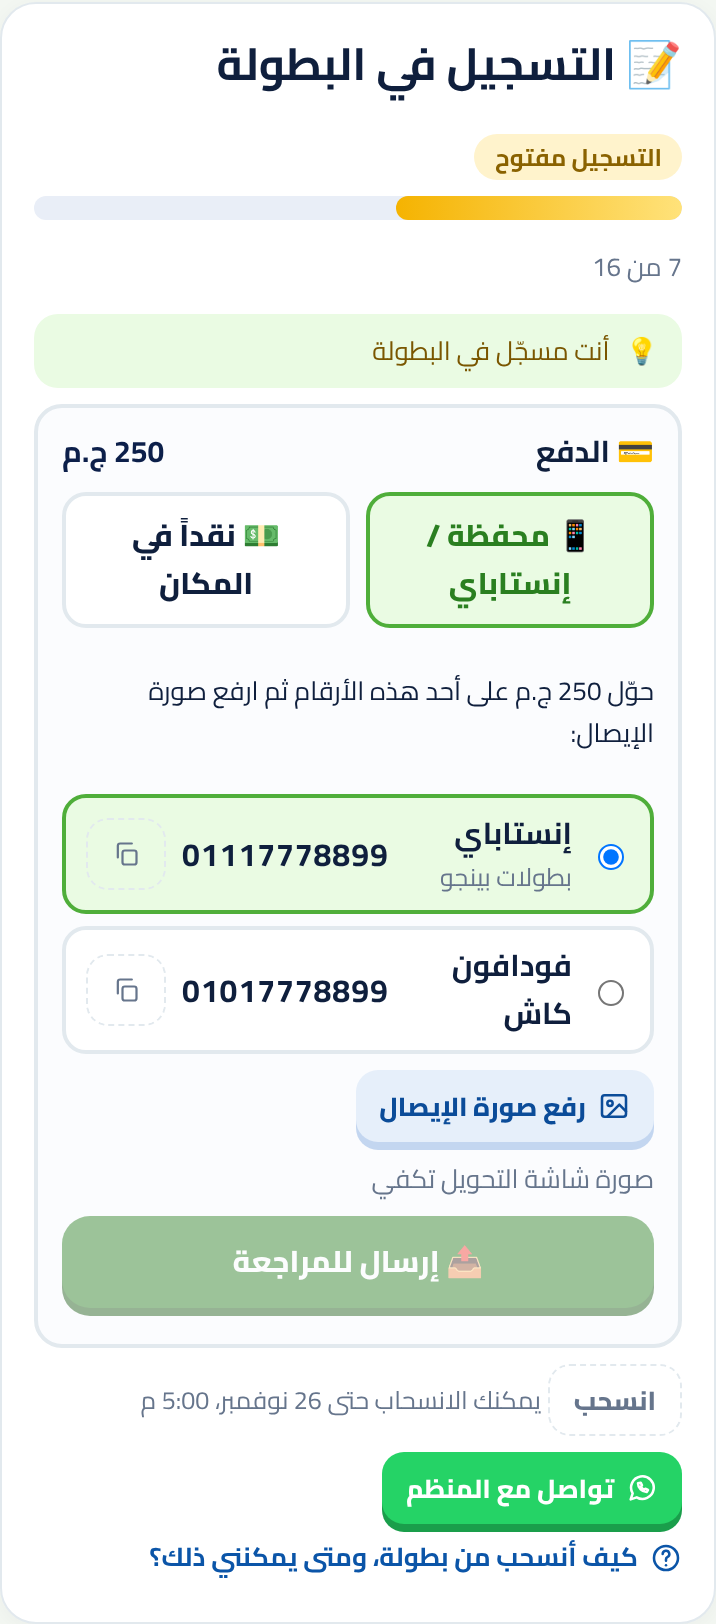 📝 التسجيل في البطولة
التسجيل مفتوح
7 من 16
💡 أنت مسجّل في البطولة
💳 الدفع
250 ج.م
📱 محفظة /
إنستاباي
💵 نقداً في
المكان
حوّل 250 ج.م على أحد هذه الأرقام ثم ارفع صورة
الإيصال:
إنستاباي
بطولات بينجو
01117778899
فودافون
كاش
01017778899
رفع صورة الإيصال
صورة شاشة التحويل تكفي
📤 إرسال للمراجعة
انسحب
يمكنك الانسحاب حتى 26 نوفمبر، 5:00 م
تواصل مع المنظم
كيف أنسحب من بطولة، ومتى يمكنني ذلك؟